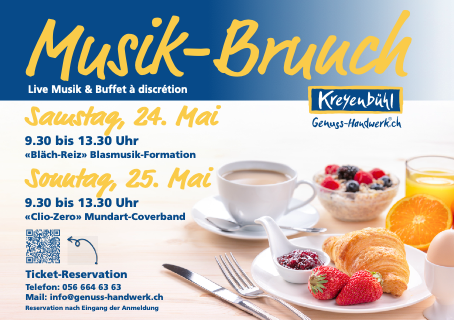 Musik-Brunch
Live Musik & Buffet à discrétion
Kreyenbühl
Genuss-Handwerk.ch
Samstag, 24. Mai
9.30 bis 13.30 Uhr
«Bläch-Reiz» Blasmusik-Formation
Sonntag, 25. Mai
9.30 bis 13.30 Uhr
«Clio-Zero» Mundart-Coverband
Ticket-Reservation
Telefon: 056 664 63 63
Mail: info@genuss-handwerk.ch
Reservation nach Eingang der Anmeldung